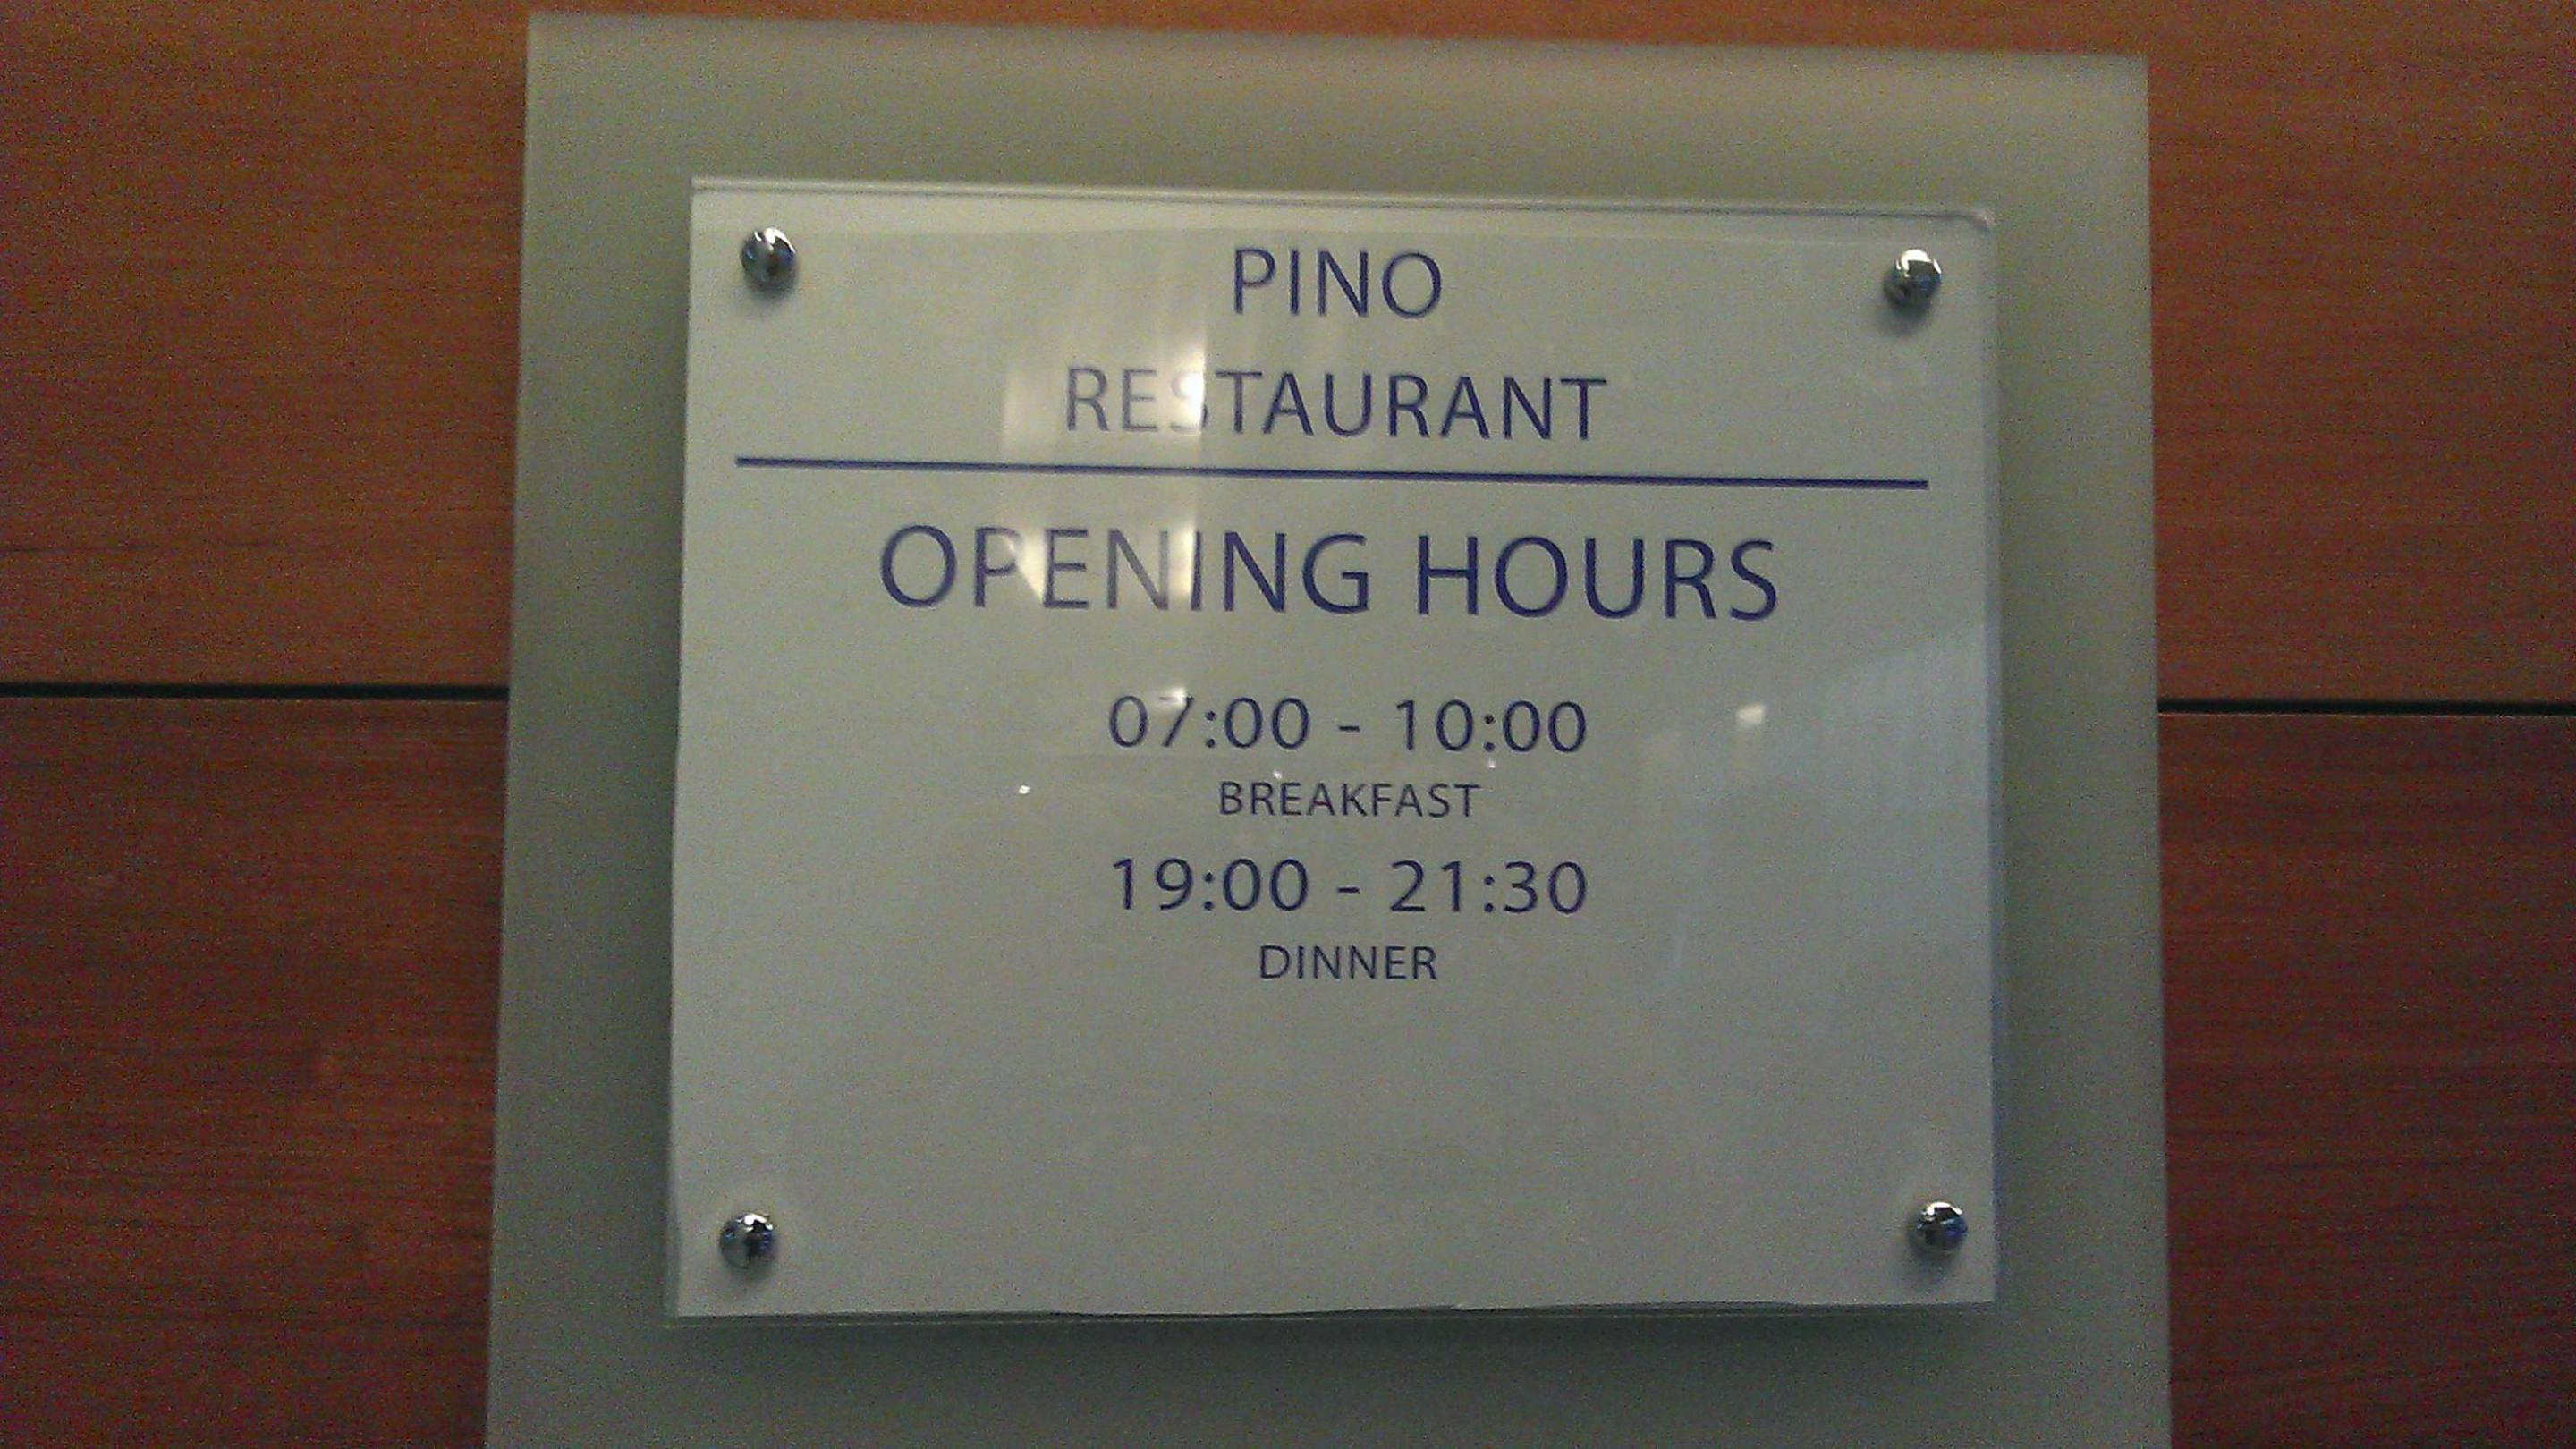 PINO
RESTAURANT
OPENING HOURS
07:00 - 10:00
BREAKFAST
19:00 - 21:30
DINNER